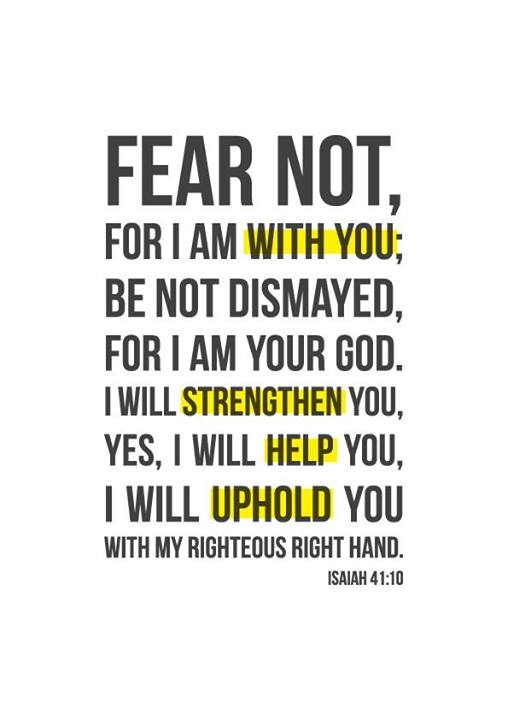 FEAR NOT,
FOR I AM WITH YOU;
BE NOT DISMAYED,
FOR I AM YOUR GOD.
I WILL STRENGTHEN YOU,
YES, I WILL HELP YOU,
I WILL UPHOLD YOU
WITH MY RIGHTEOUS RIGHT HAND.
ISAIAH 41:10